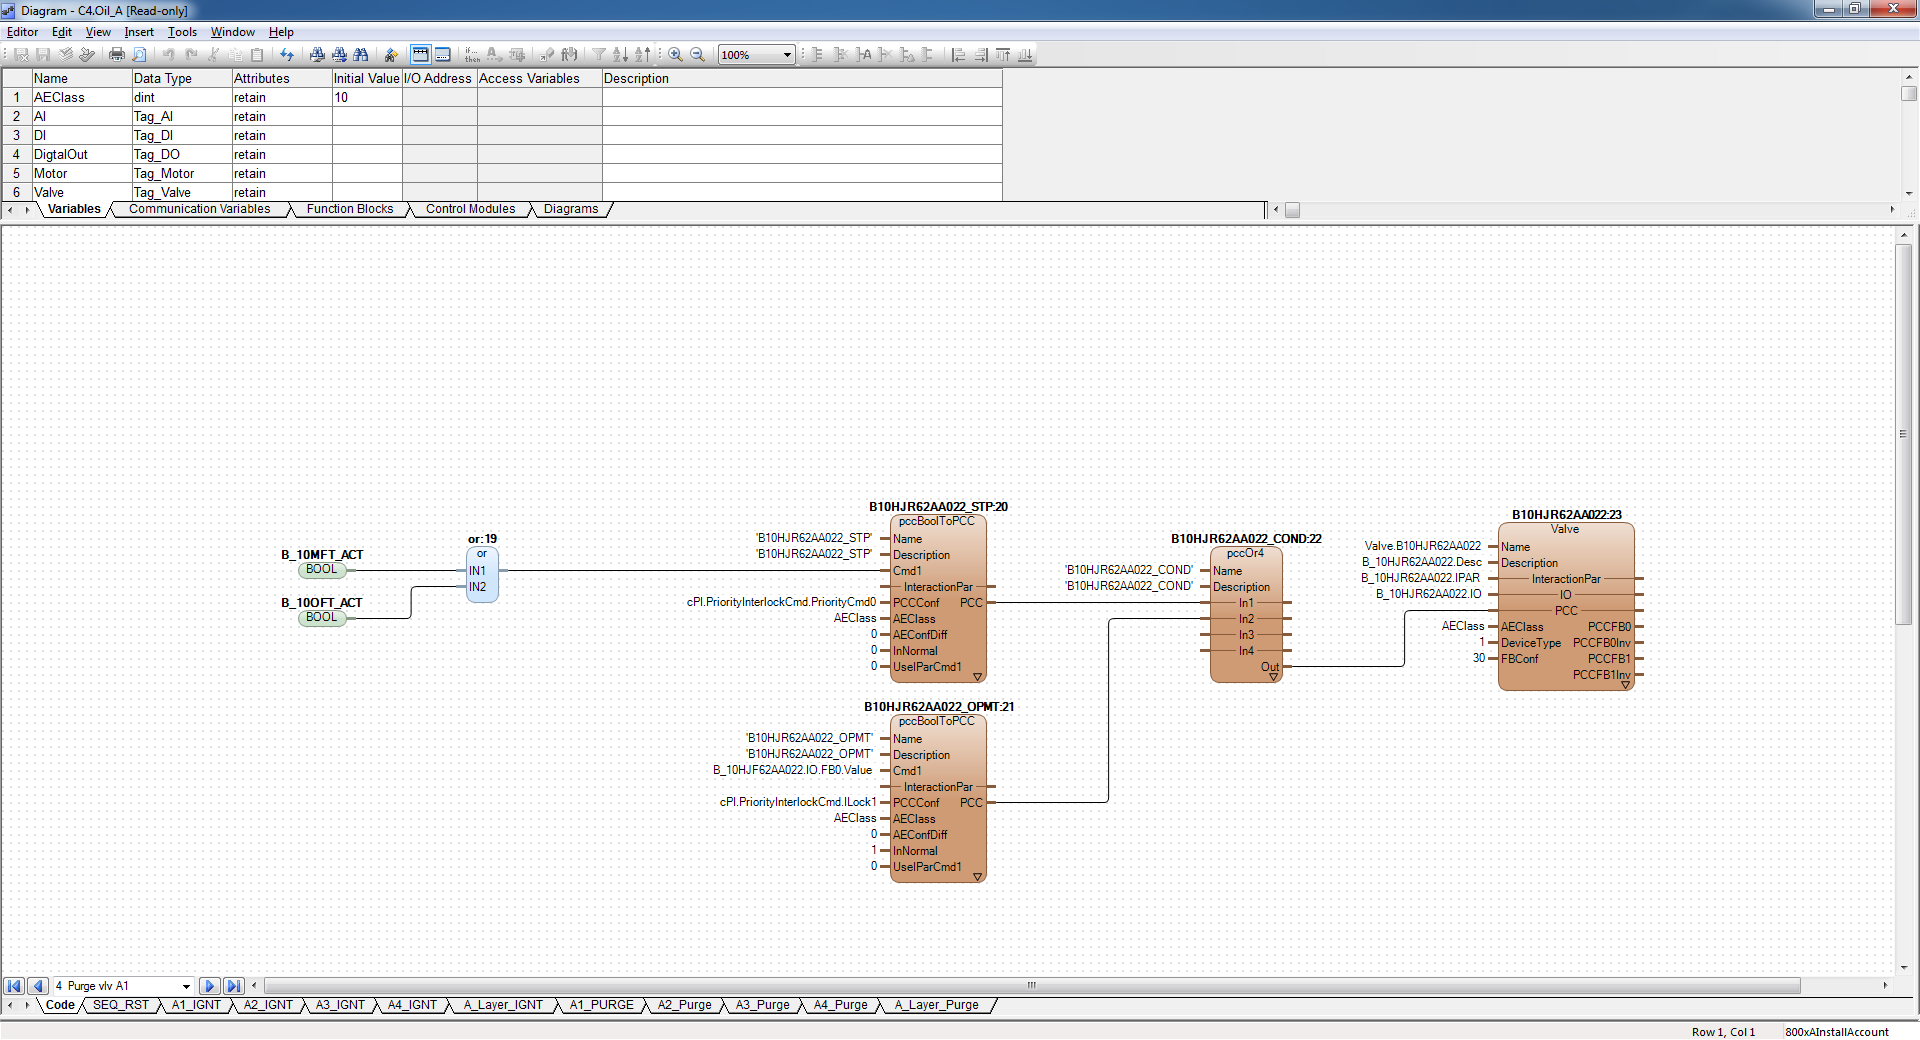 Diagram - C4.Oil_A [Read-only]
Editor Edit View Insert Tools Window Help
100%
Name Data Type Attributes Initial Value I/O Address Access Variables Description
1 AEClass dint retain 10
2 AI Tag_AI retain
3 DI Tag_DI retain
4 DigtalOut Tag_DO retain
5 Motor Tag_Motor retain
6 Valve Tag_Valve retain
Variables Communication Variables Function Blocks Control Modules Diagrams
B_10MFT_ACT
BOOL
B_10OFT_ACT
BOOL
or:19
or
IN1
IN2
B10HJR62AA022_STP:20
pccBoolToPCC
'B10HJR62AA022_STP' Name
'B10HJR62AA022_STP' Description
Cmd1
InteractionPar
cPI.PriorityInterlockCmd.PriorityCmd0 PCCConf PCC
AEClass AEClass
0 AEConfDiff
0 InNormal
0 UseIParCmd1
B10HJR62AA022_OPMT:21
pccBoolToPCC
'B10HJR62AA022_OPMT' Name
'B10HJR62AA022_OPMT' Description
B_10HJF62AA022.IO.FB0.Value Cmd1
InteractionPar
cPI.PriorityInterlockCmd.ILock1 PCCConf PCC
AEClass AEClass
0 AEConfDiff
1 InNormal
0 UseIParCmd1
B10HJR62AA022_COND:22
pccOr4
'B10HJR62AA022_COND' Name
'B10HJR62AA022_COND' Description
In1
In2
In3
In4
Out
B10HJR62AA022:23
Valve
Valve.B10HJR62AA022 Name
B_10HJR62AA022.Desc Description
B_10HJR62AA022.IPAR InteractionPar
B_10HJR62AA022.IO IO
PCC
AEClass AEClass PCCFB0
1 DeviceType PCCFB0Inv
30 FBConf PCCFB1
PCCFB1Inv
4 Purge vlv A1
Code SEQ_RST A1_IGNT A2_IGNT A3_IGNT A4_IGNT A_Layer_IGNT A1_PURGE A2_Purge A3_Purge A4_Purge A_Layer_Purge
Row 1, Col 1 800xAInstallAccount